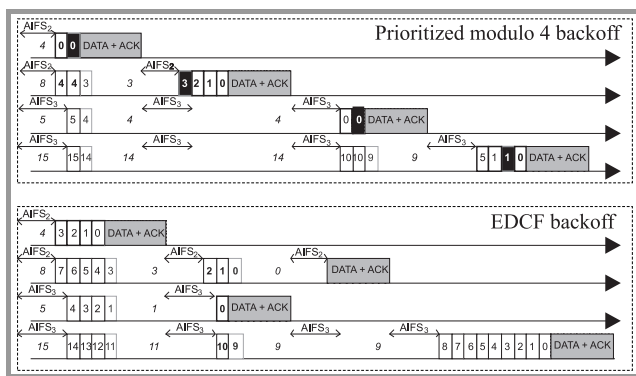 Prioritized modulo 4 backoff
AIFS2
4 0 0 DATA + ACK
AIFS2 AIFS2
8 4 4 3 3 3 2 1 0 DATA + ACK
AIFS3 AIFS3 AIFS3
5 5 4 4 4 0 0 DATA + ACK
AIFS3 AIFS3 AIFS3 AIFS3
15 15 14 14 14 10 10 9 9 5 1 1 0 DATA + ACK
EDCF backoff
AIFS2
4 3 2 1 0 DATA + ACK
AIFS2 AIFS2 AIFS2
8 7 6 5 4 3 3 2 1 0 0 DATA + ACK
AIFS3 AIFS3
5 4 3 2 1 1 0 DATA + ACK
AIFS3 AIFS3 AIFS3 AIFS3
15 14 13 12 11 11 10 9 9 9 8 7 6 5 4 3 2 1 0 DATA + ACK